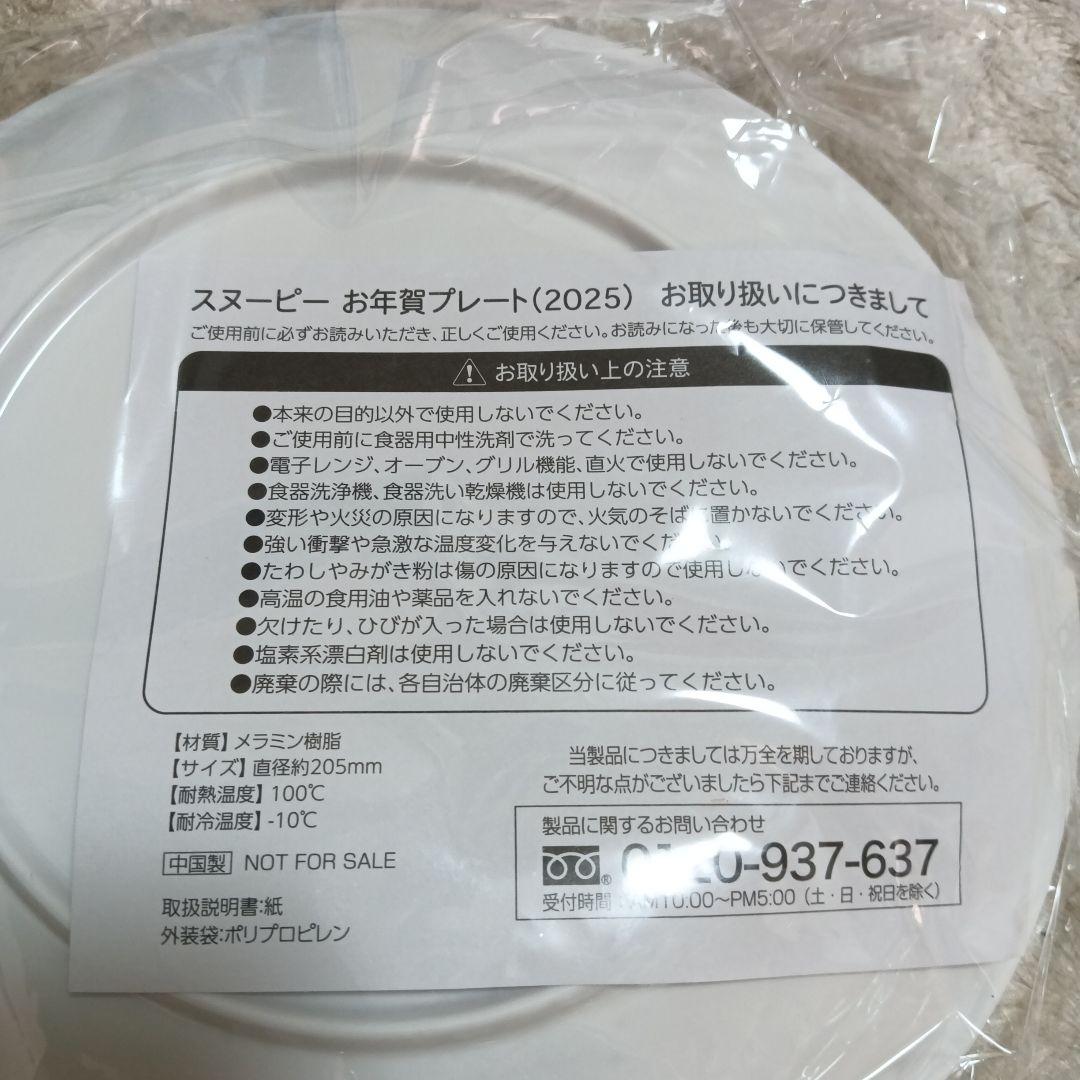 スヌーピー お年賀プレート(2025) お取り扱いにつきまして
ご使用前に必ずお読みいただき、正しくご使用ください。お読みになった後も大切に保管してください。
お取り扱い上の注意
●本来の目的以外で使用しないでください。
●ご使用前に食器用中性洗剤で洗ってください。
●電子レンジ、オーブン、グリル機能、直火で使用しないでください。
●食器洗浄機、食器洗い乾燥機は使用しないでください。
●変形や火災の原因になりますので、火気のそばに置かないでください。
●強い衝撃や急激な温度変化を与えないでください。
●たわしやみがき粉は傷の原因になりますので使用しないでください。
●高温の食用油や薬品を入れないでください。
●欠けたり、ひびが入った場合は使用しないでください。
●塩素系漂白剤は使用しないでください。
●廃棄の際には、各自治体の廃棄区分に従ってください。
【材質】メラミン樹脂
【サイズ】直径約205mm
【耐熱温度】100℃
【耐冷温度】-10℃
中国製 NOT FOR SALE
取扱説明書:紙
外装袋:ポリプロピレン
当製品につきましては万全を期しておりますが、
ご不明な点がございましたら下記までご連絡ください。
製品に関するお問い合わせ
® 0120-937-637
受付時間:AM10:00～PM5:00(土・日・祝日を除く)